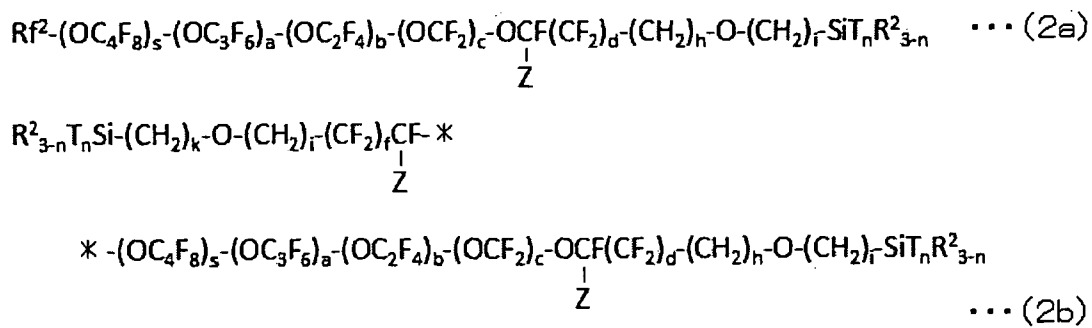 Rf²-(OC₄F₈)ₛ-(OC₃F₆)ₐ-(OC₂F₄)b-(OCF₂)c-OCF(CF₂)d-(CH₂)ₕ-O-(CH₂)ᵢ-SiTₙR²₃₋ₙ ···(2a)
Z
R²₃₋ₙTₙSi-(CH₂)ₖ-O-(CH₂)ᵢ-(CF₂)fCF-*
Z
*-(OC₄F₈)ₛ-(OC₃F₆)ₐ-(OC₂F₄)b-(OCF₂)c-OCF(CF₂)d-(CH₂)ₕ-O-(CH₂)ᵢ-SiTₙR²₃₋ₙ
Z
···(2b)